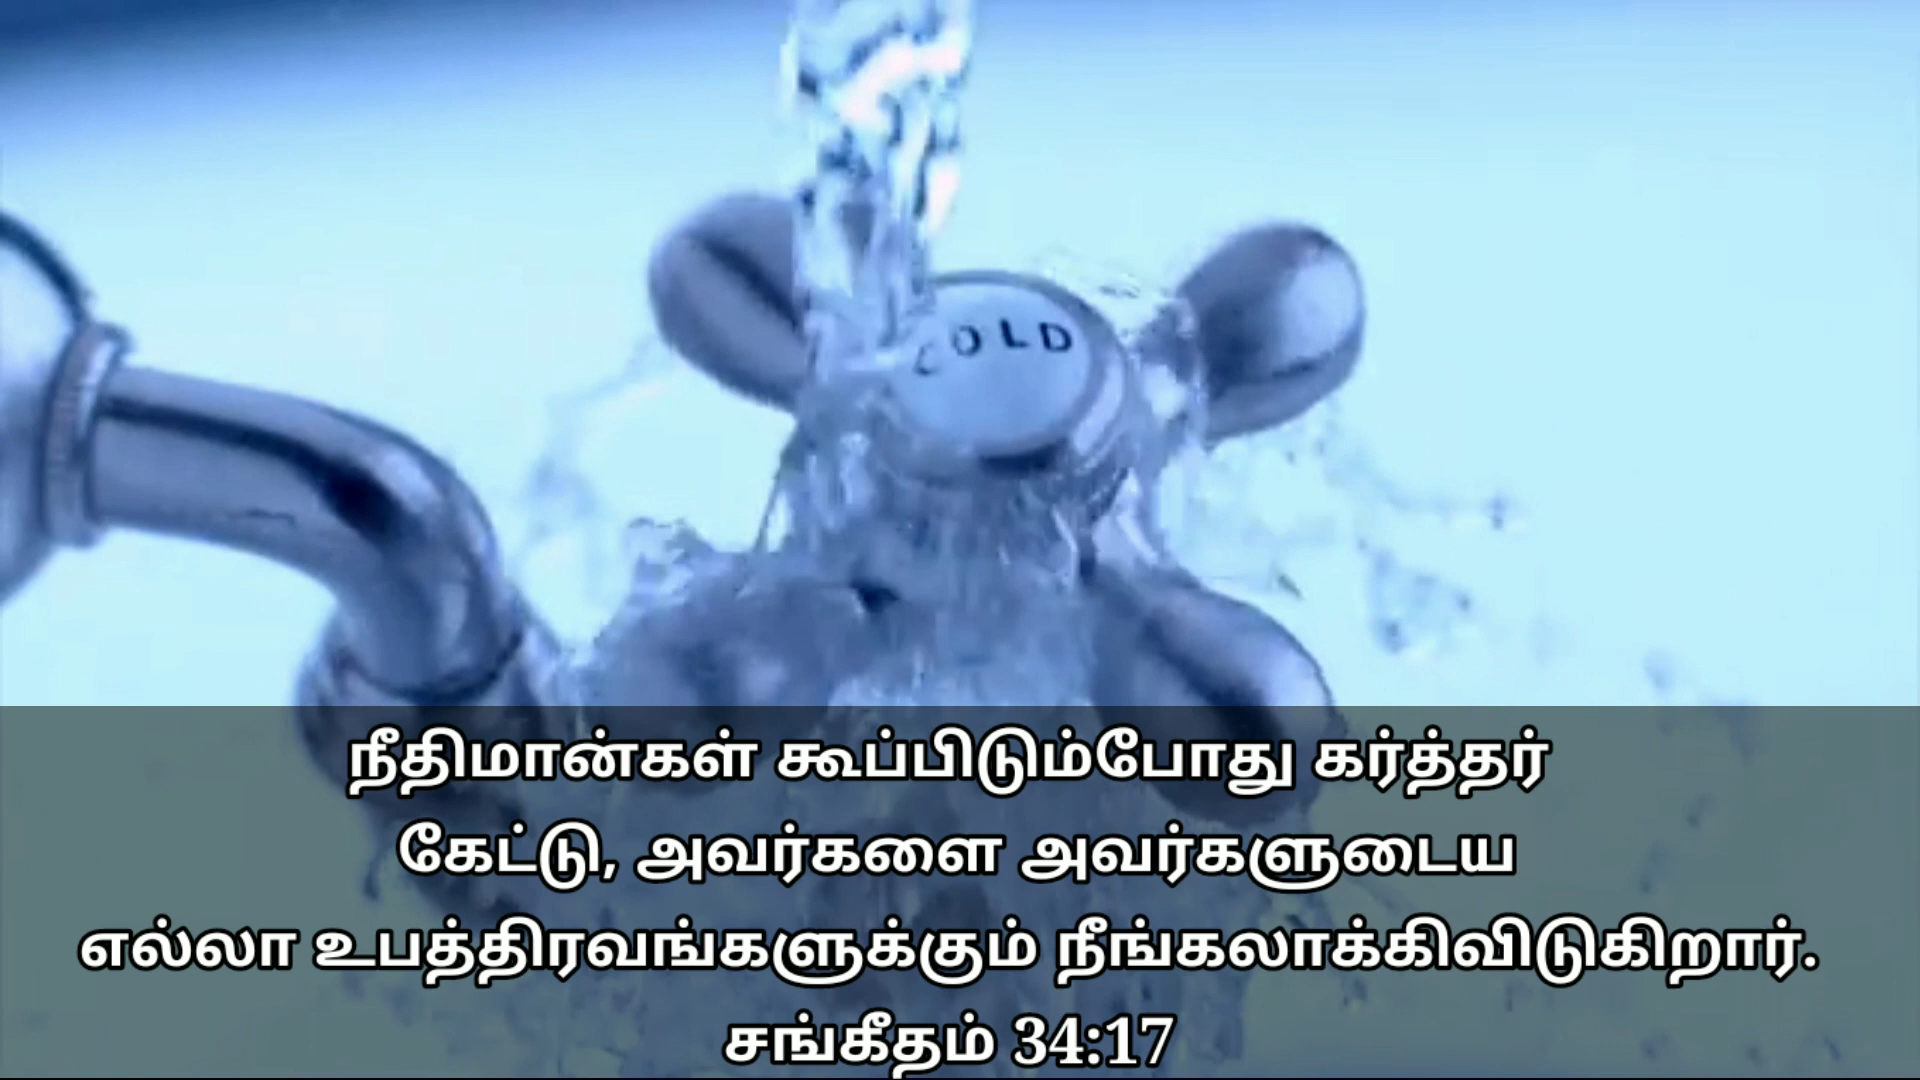 COLD
நீதிமான்கள் கூப்பிடும்போது கர்த்தர்
கேட்டு, அவர்களை அவர்களுடைய
எல்லா உபத்திரவங்களுக்கும் நீங்கலாக்கிவிடுகிறார்.
சங்கீதம் 34:17